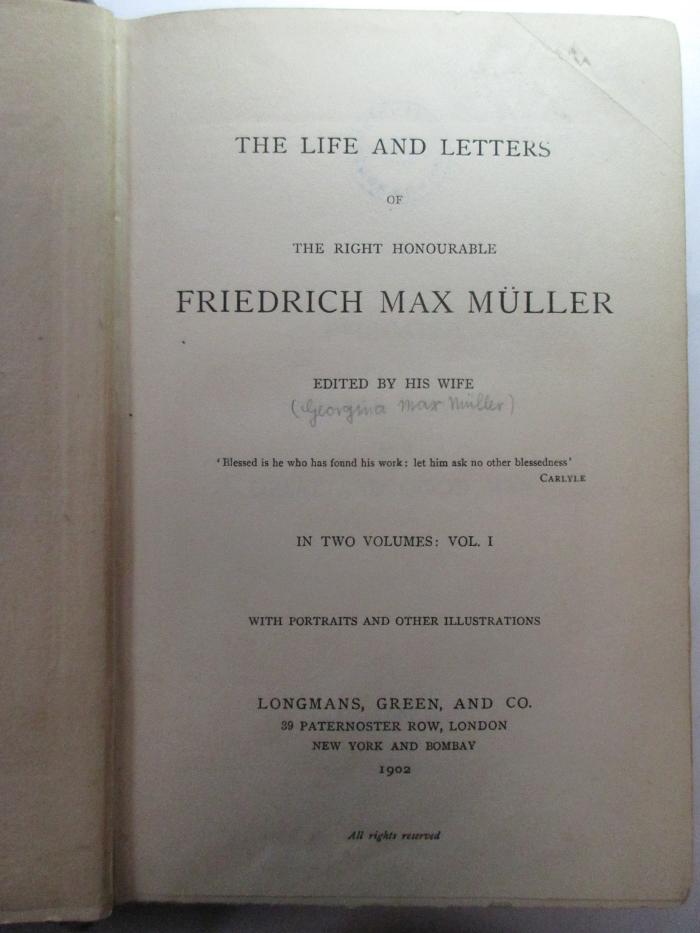 THE LIFE AND LETTERS
OF
THE RIGHT HONOURABLE
FRIEDRICH MAX MÜLLER
EDITED BY HIS WIFE
(Georgina Max Müller)
‘Blessed is he who has found his work: let him ask no other blessedness’
CARLYLE
IN TWO VOLUMES: VOL. I
WITH PORTRAITS AND OTHER ILLUSTRATIONS
LONGMANS, GREEN, AND CO.
39 PATERNOSTER ROW, LONDON
NEW YORK AND BOMBAY
1902
All rights reserved